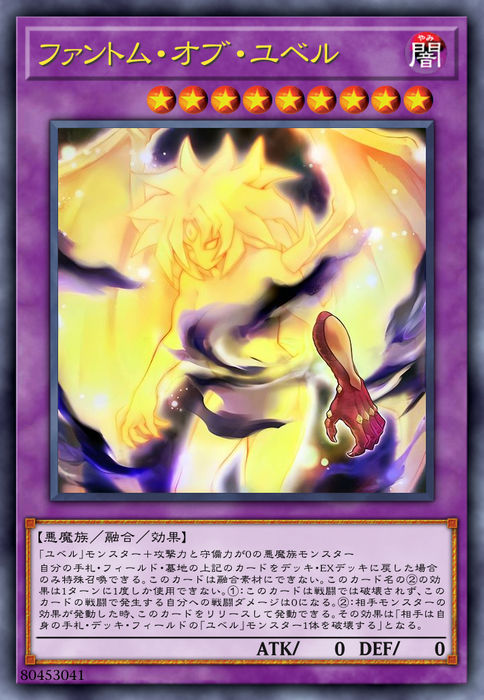 ファントム・オブ・ユベル
やみ
闇
【悪魔族／融合／効果】
「ユベル」モンスター＋攻撃力と守備力が0の悪魔族モンスター
自分の手札・フィールド・墓地の上記のカードをデッキ・EXデッキに戻した場合
のみ特殊召喚できる。このカードは融合素材にできない。このカード名の②の効
果は1ターンに1度しか使用できない。①：このカードは戦闘では破壊されず、この
カードの戦闘で発生する自分への戦闘ダメージは0になる。②：相手モンスターの
効果が発動した時、このカードをリリースして発動できる。その効果は「相手は自
身の手札・デッキ・フィールドの「ユベル」モンスター1体を破壊する」となる。
ATK/ 0 DEF/ 0
80453041